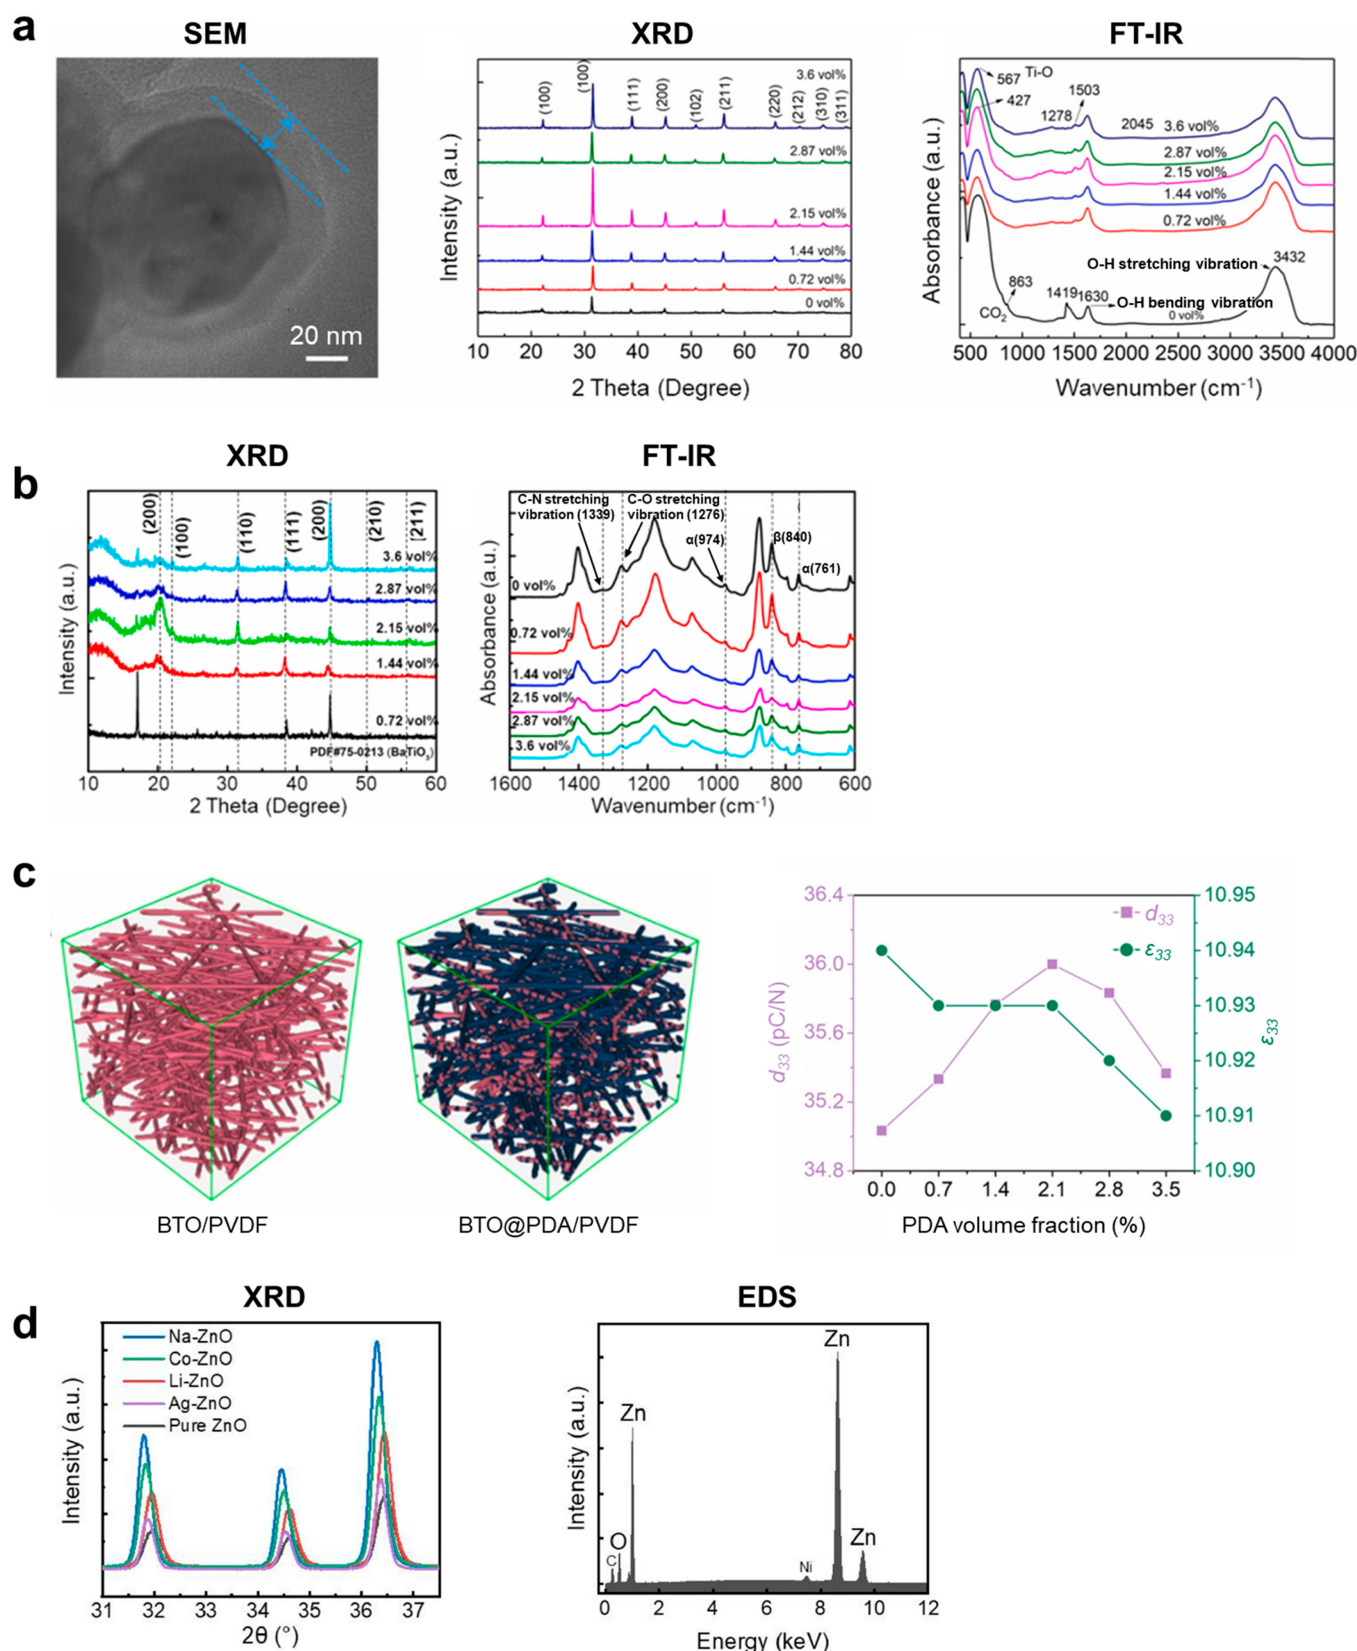 a
SEM
XRD
FT-IR
20 nm
Intensity (a.u.)
(100)
(100)
(111)
(200)
(102)
(211)
(220)
(212)
(310)
(311)
3.6 vol%
2.87 vol%
2.15 vol%
1.44 vol%
0.72 vol%
0 vol%
10 20 30 40 50 60 70 80
2 Theta (Degree)
Absorbance (a.u.)
Ti-O
567
427
1278
1503
2045
3.6 vol%
2.87 vol%
2.15 vol%
1.44 vol%
0.72 vol%
O-H stretching vibration
3432
863
CO2
1419
1630
O-H bending vibration
0 vol%
500 1000 1500 2000 2500 3000 3500 4000
Wavenumber (cm-1)
b
XRD
FT-IR
Intensity (a.u.)
(200)
(100)
(110)
(111)
(200)
(210)
(211)
3.6 vol%
2.87 vol%
2.15 vol%
1.44 vol%
0.72 vol%
PDF#75-0213 (BaTiO3)
10 20 30 40 50 60
2 Theta (Degree)
Absorbance (a.u.)
C-N stretching
vibration (1339)
C-O stretching
vibration (1276)
α(974)
β(840)
α(761)
0 vol%
0.72 vol%
1.44 vol%
2.15 vol%
2.87 vol%
3.6 vol%
1600 1400 1200 1000 800 600
Wavenumber (cm-1)
c
BTO/PVDF
BTO@PDA/PVDF
d33 (pC/N)
36.4
36.0
35.6
35.2
34.8
d33
ε33
10.95
10.94
10.93
10.92
10.91
10.90
ε33
0.0 0.7 1.4 2.1 2.8 3.5
PDA volume fraction (%)
d
XRD
EDS
Intensity (a.u.)
Na-ZnO
Co-ZnO
Li-ZnO
Ag-ZnO
Pure ZnO
31 32 33 34 35 36 37
2θ (°)
Intensity (a.u.)
C
O
Zn
Ni
Zn
Zn
0 2 4 6 8 10 12
Energy (keV)